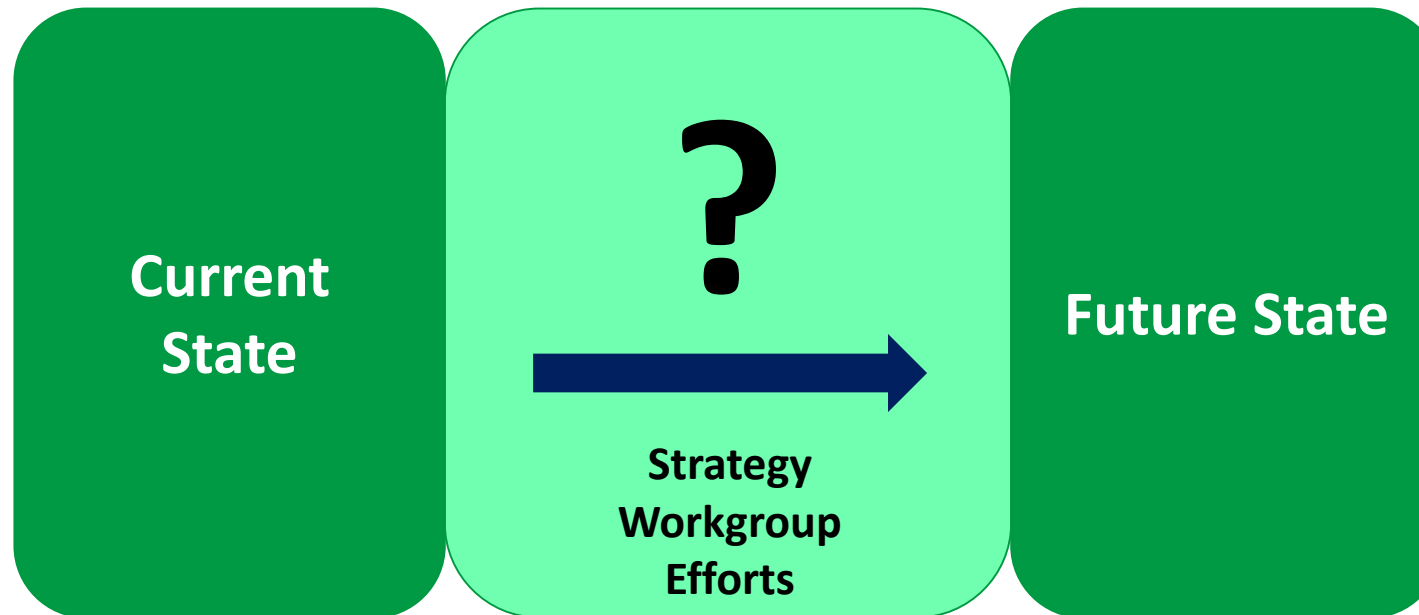 Current
State
?
Strategy
Workgroup
Efforts
Future State